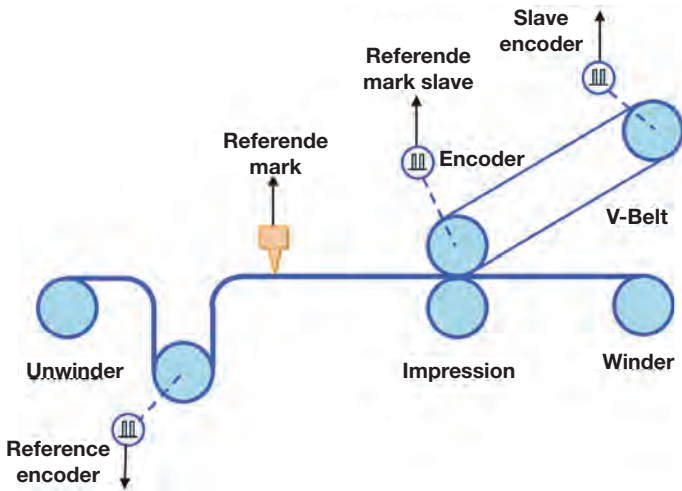 Slave
encoder
Referende
mark slave
Referende
mark
Encoder
V-Belt
Unwinder
Impression
Winder
Reference
encoder